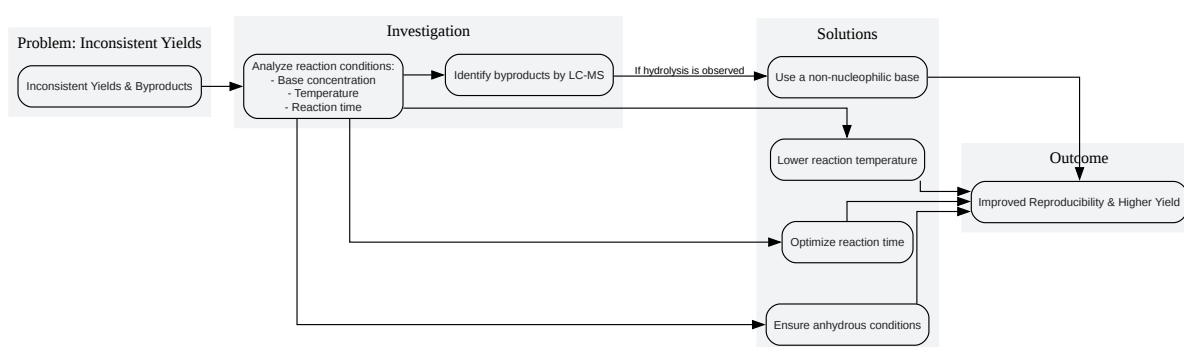 Problem: Inconsistent Yields
Inconsistent Yields & Byproducts
Investigation
Analyze reaction conditions:
- Base concentration
- Temperature
- Reaction time
Identify byproducts by LC-MS
If hydrolysis is observed
Solutions
Use a non-nucleophilic base
Lower reaction temperature
Optimize reaction time
Ensure anhydrous conditions
Outcome
Improved Reproducibility & Higher Yield